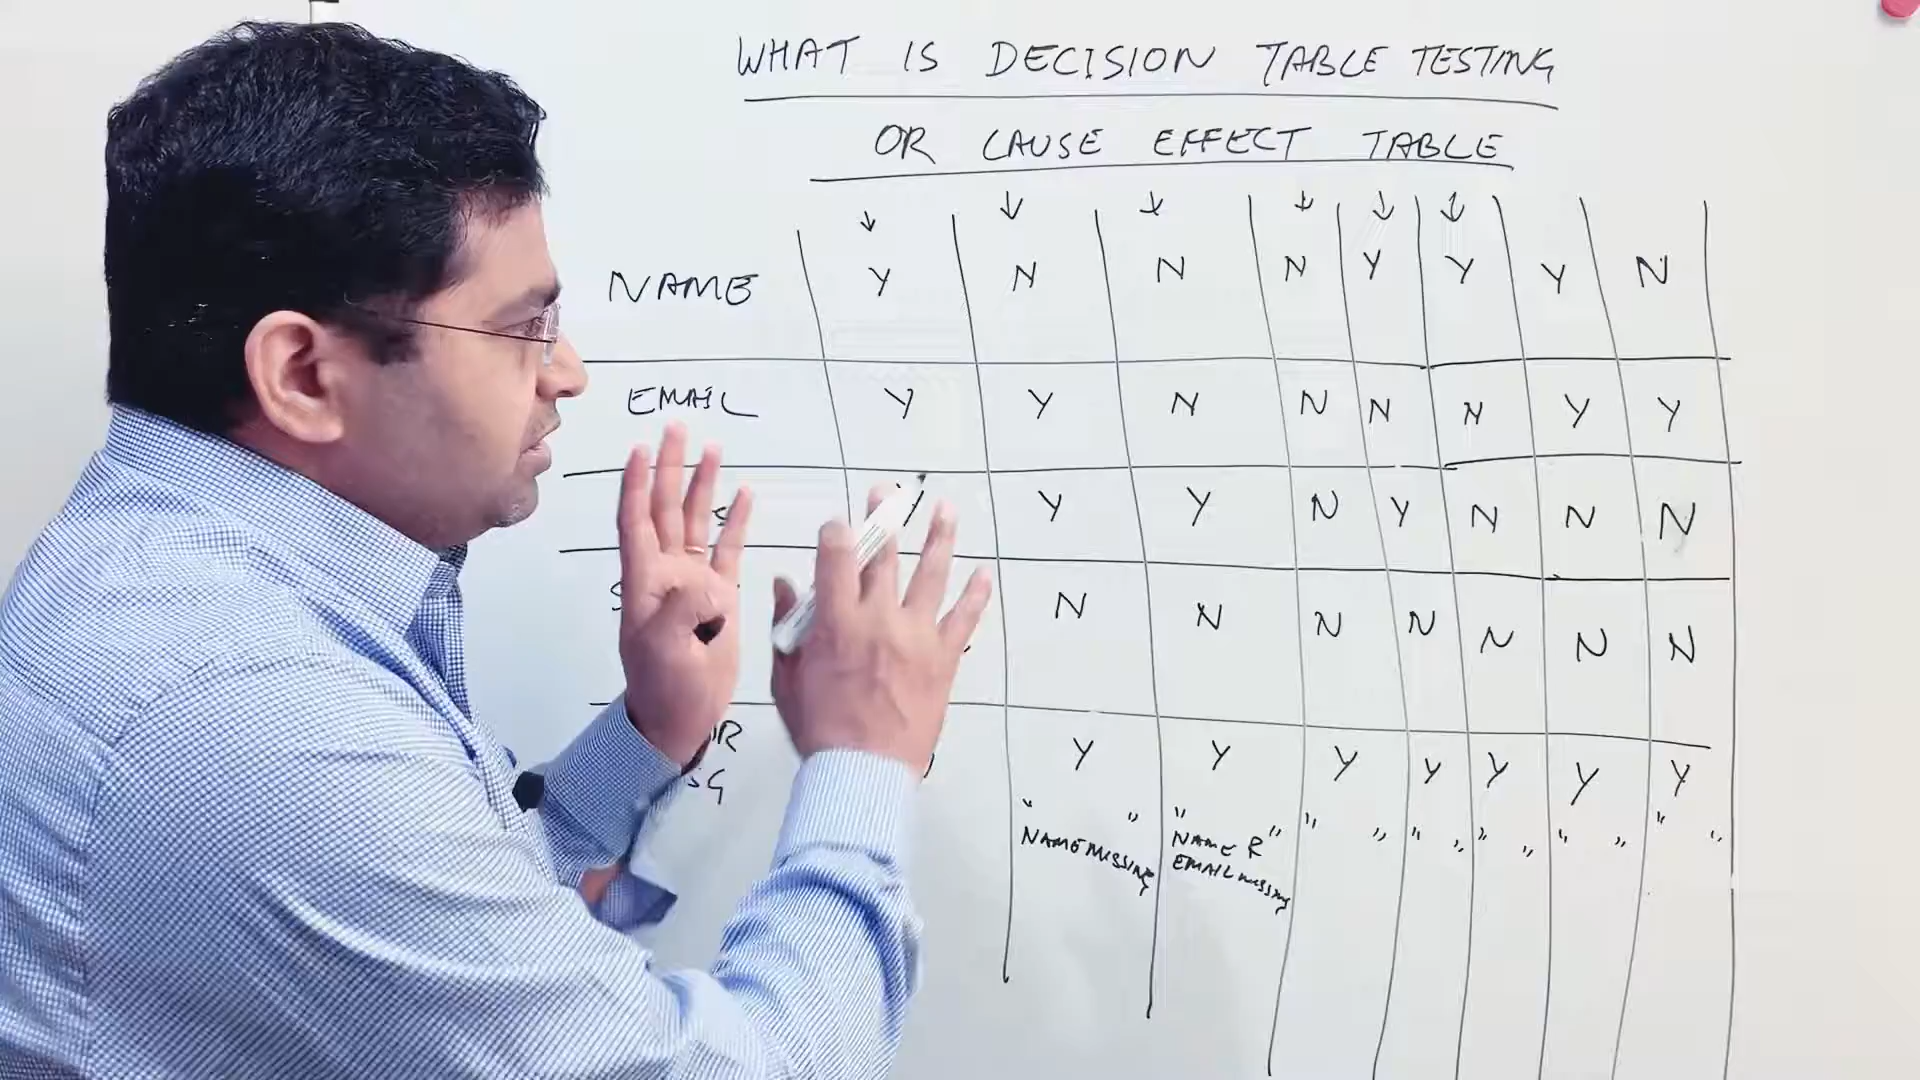 WHAT IS DECISION TABLE TESTING
OR CAUSE EFFECT TABLE
NAME Y N N N Y Y Y N
EMAIL Y Y N N N N Y Y
Y Y Y N Y N N N
N N N N N N N
Y Y Y Y Y Y Y
" " " " " " " " " " " " " "
NAME MISSING NAME &
EMAIL MISSING